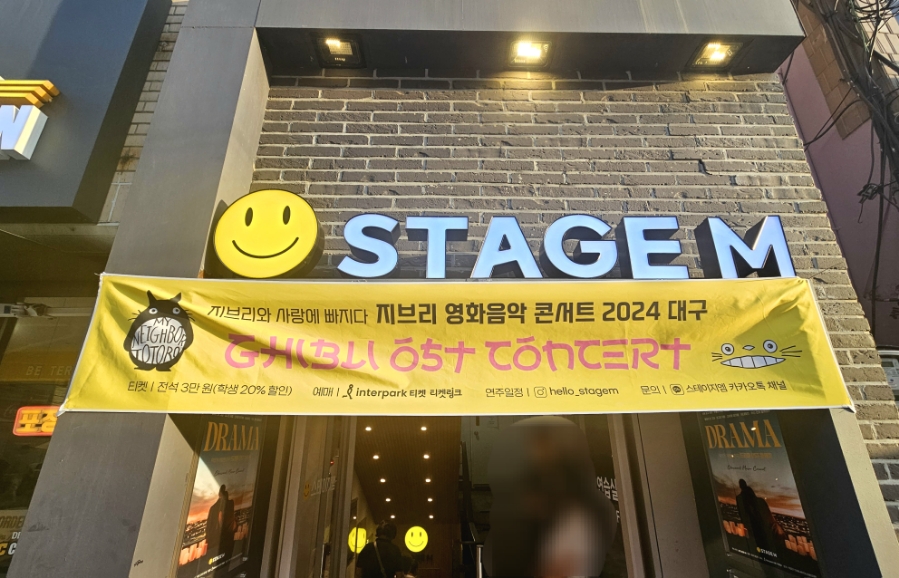 STAGE M
지브리와 사랑에 빠지다 지브리 영화음악 콘서트 2024 대구
MY
NEIGHBOR
TOTORO
GHIBLI OST CONCERT
티켓 | 전석 3만원(학생 20% 할인) 예매 | interpark 티켓 티켓링크 연주일정 | hello_stagem 문의 | 스테이지엠 카카오톡 채널
DRAMA
STAGE M
DRAMA
STAGE M